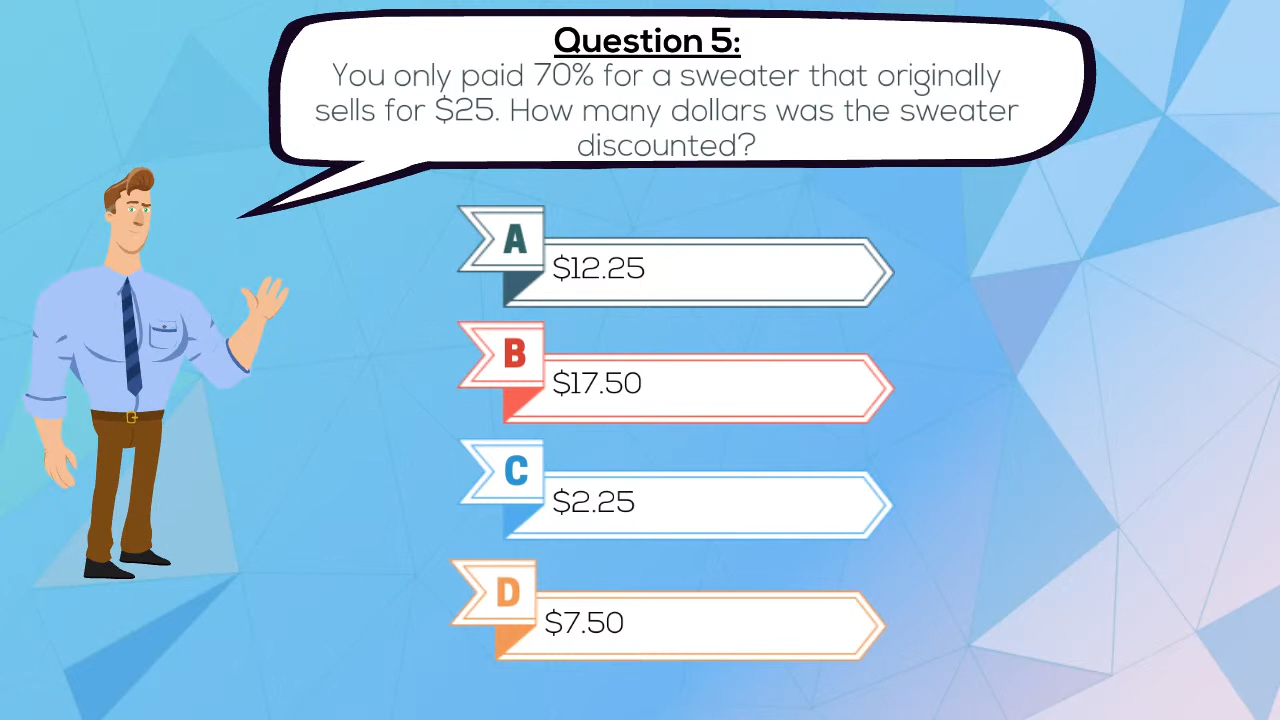 Question 5:
You only paid 70% for a sweater that originally
sells for $25. How many dollars was the sweater
discounted?
A
$12.25
B
$17.50
C
$2.25
D
$7.50